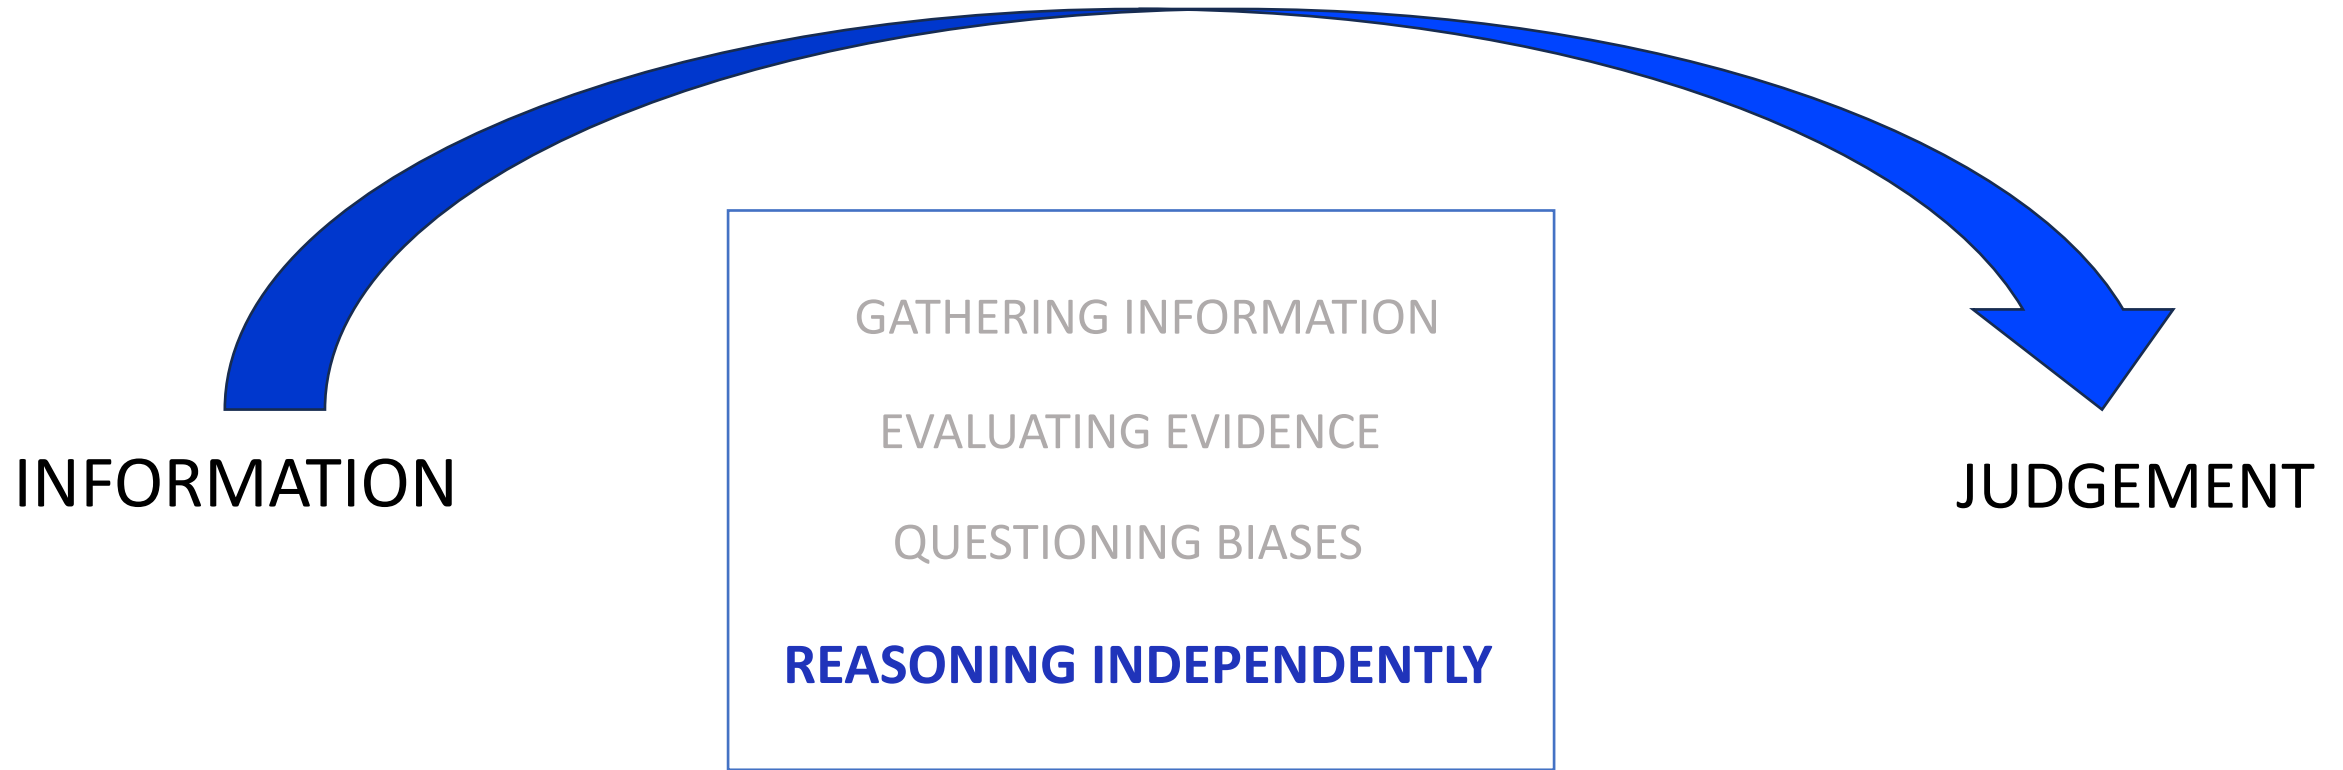 GATHERING INFORMATION
EVALUATING EVIDENCE
INFORMATION
JUDGEMENT
QUESTIONING BIASES
REASONING INDEPENDENTLY